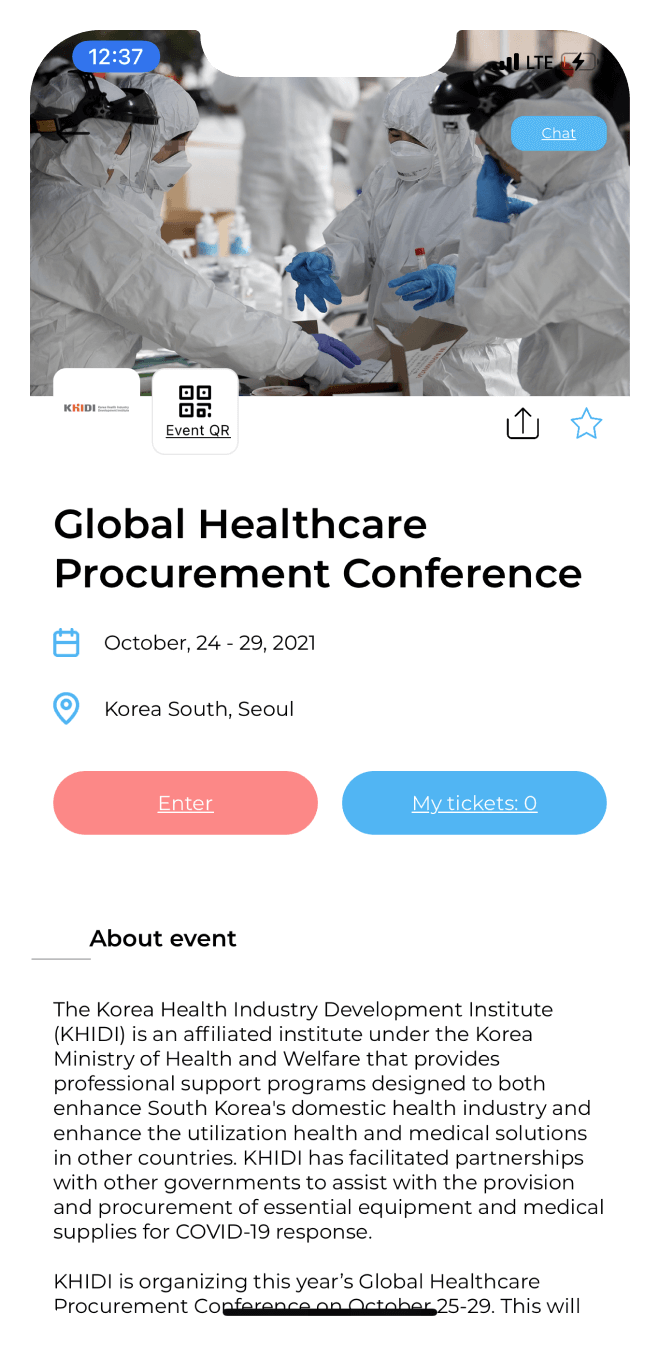 12:37
LTE
Chat
KHIDI Korea Health Industry
Development Institute
Event QR
Global Healthcare
Procurement Conference
October, 24 - 29, 2021
Korea South, Seoul
Enter
My tickets: 0
About event
The Korea Health Industry Development Institute
(KHIDI) is an affiliated institute under the Korea
Ministry of Health and Welfare that provides
professional support programs designed to both
enhance South Korea's domestic health industry and
enhance the utilization health and medical solutions
in other countries. KHIDI has facilitated partnerships
with other governments to assist with the provision
and procurement of essential equipment and medical
supplies for COVID-19 response.
KHIDI is organizing this year’s Global Healthcare
Procurement Conference on October 25-29. This will